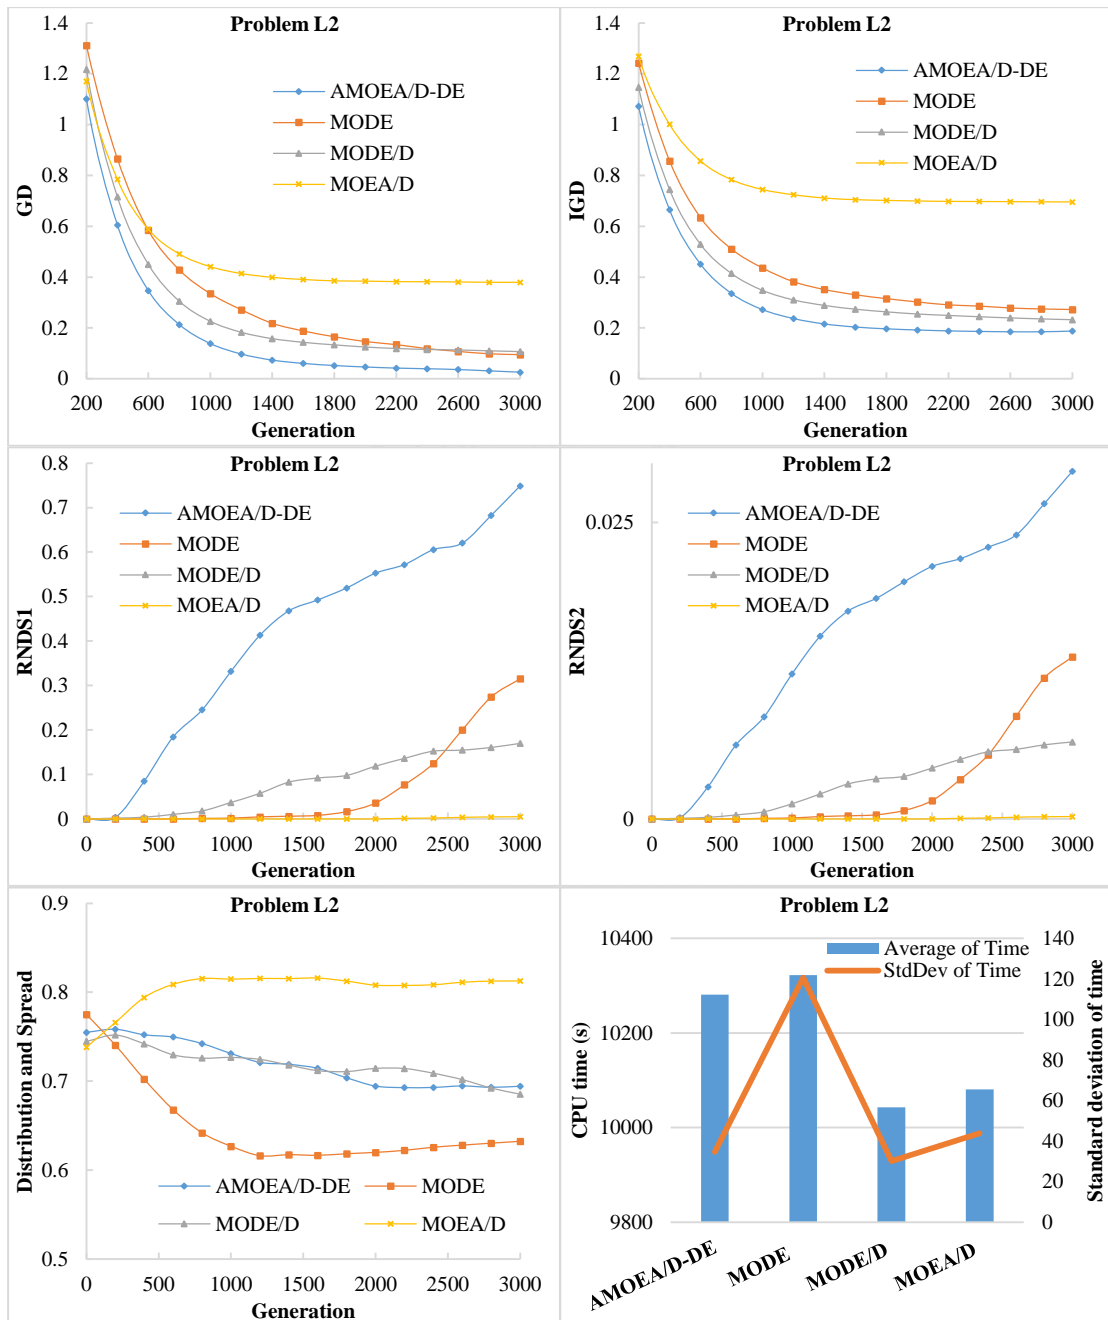 Problem L2
1.4
1.2
1
0.8
0.6
0.4
0.2
0
GD
AMOEA/D-DE
MODE
MODE/D
MOEA/D
200 600 1000 1400 1800 2200 2600 3000
Generation
Problem L2
1.4
1.2
1
0.8
0.6
0.4
0.2
0
IGD
AMOEA/D-DE
MODE
MODE/D
MOEA/D
200 600 1000 1400 1800 2200 2600 3000
Generation
Problem L2
0.8
0.7
0.6
0.5
0.4
0.3
0.2
0.1
0
RNDS1
AMOEA/D-DE
MODE
MODE/D
MOEA/D
0 500 1000 1500 2000 2500 3000
Generation
Problem L2
0.025
0
RNDS2
AMOEA/D-DE
MODE
MODE/D
MOEA/D
0 500 1000 1500 2000 2500 3000
Generation
Problem L2
0.9
0.8
0.7
0.6
0.5
Distribution and Spread
AMOEA/D-DE MODE
MODE/D MOEA/D
0 500 1000 1500 2000 2500 3000
Generation
Problem L2
10400
10200
10000
9800
CPU time (s)
Average of Time
StdDev of Time
140
120
100
80
60
40
20
0
Standard deviation of time
AMOEA/D-DE MODE MODE/D MOEA/D